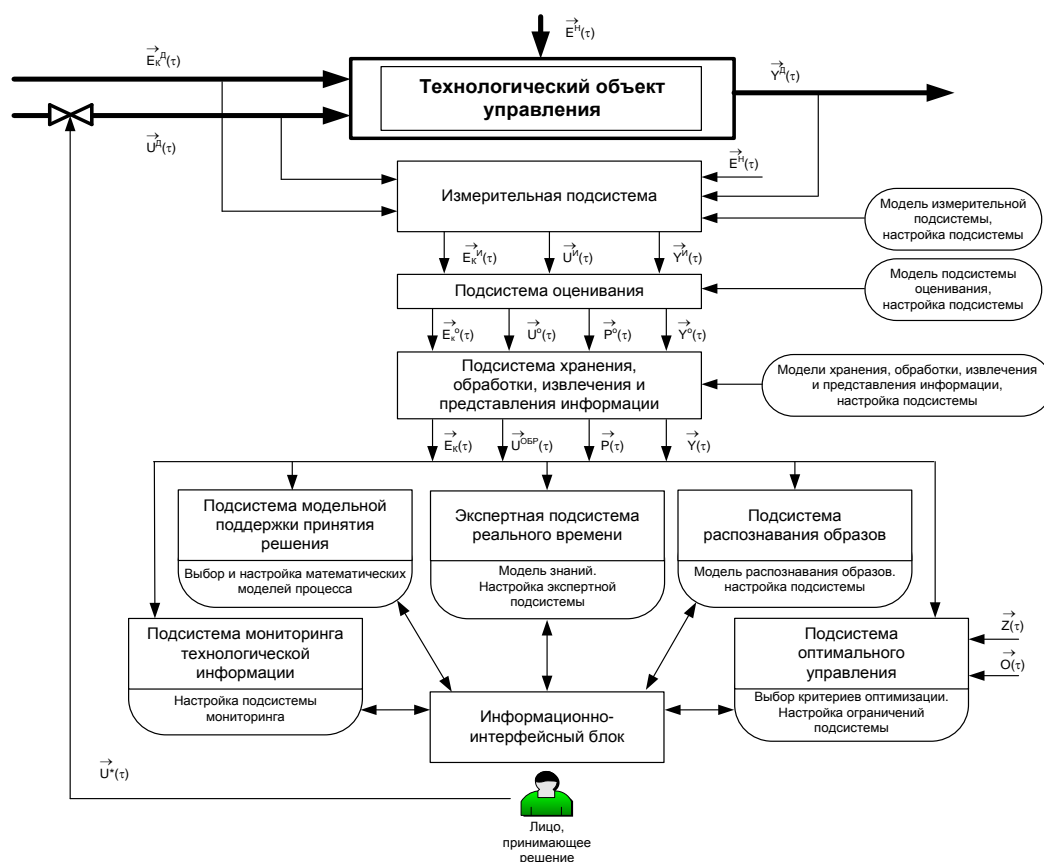 E^Н(τ)
E_к^Д(τ)
Y^Д(τ)
Технологический объект
управления
U^Д(τ)
E^Н(τ)
Измерительная подсистема
Модель измерительной
подсистемы,
настройка подсистемы
E_к^И(τ)
U^И(τ)
Y^И(τ)
Подсистема оценивания
Модель подсистемы
оценивания,
настройка подсистемы
E_к^о(τ)
U^о(τ)
P^о(τ)
Y^о(τ)
Подсистема хранения,
обработки, извлечения и
представления информации
Модели хранения, обработки, извлечения
и представления информации,
настройка подсистемы
E_к(τ)
U^ОБР(τ)
P(τ)
Y(τ)
Подсистема модельной
поддержки принятия
решения
Выбор и настройка математических
моделей процесса
Экспертная подсистема
реального времени
Модель знаний.
Настройка экспертной
подсистемы
Подсистема
распознавания образов
Модель распознавания образов.
настройка подсистемы
Подсистема мониторинга
технологической
информации
Настройка подсистемы
мониторинга
Информационно-
интерфейсный блок
Подсистема
оптимального
управления
Выбор критериев оптимизации.
Настройка ограничений
подсистемы
Z(τ)
O(τ)
U*(τ)
Лицо,
принимающее
решение